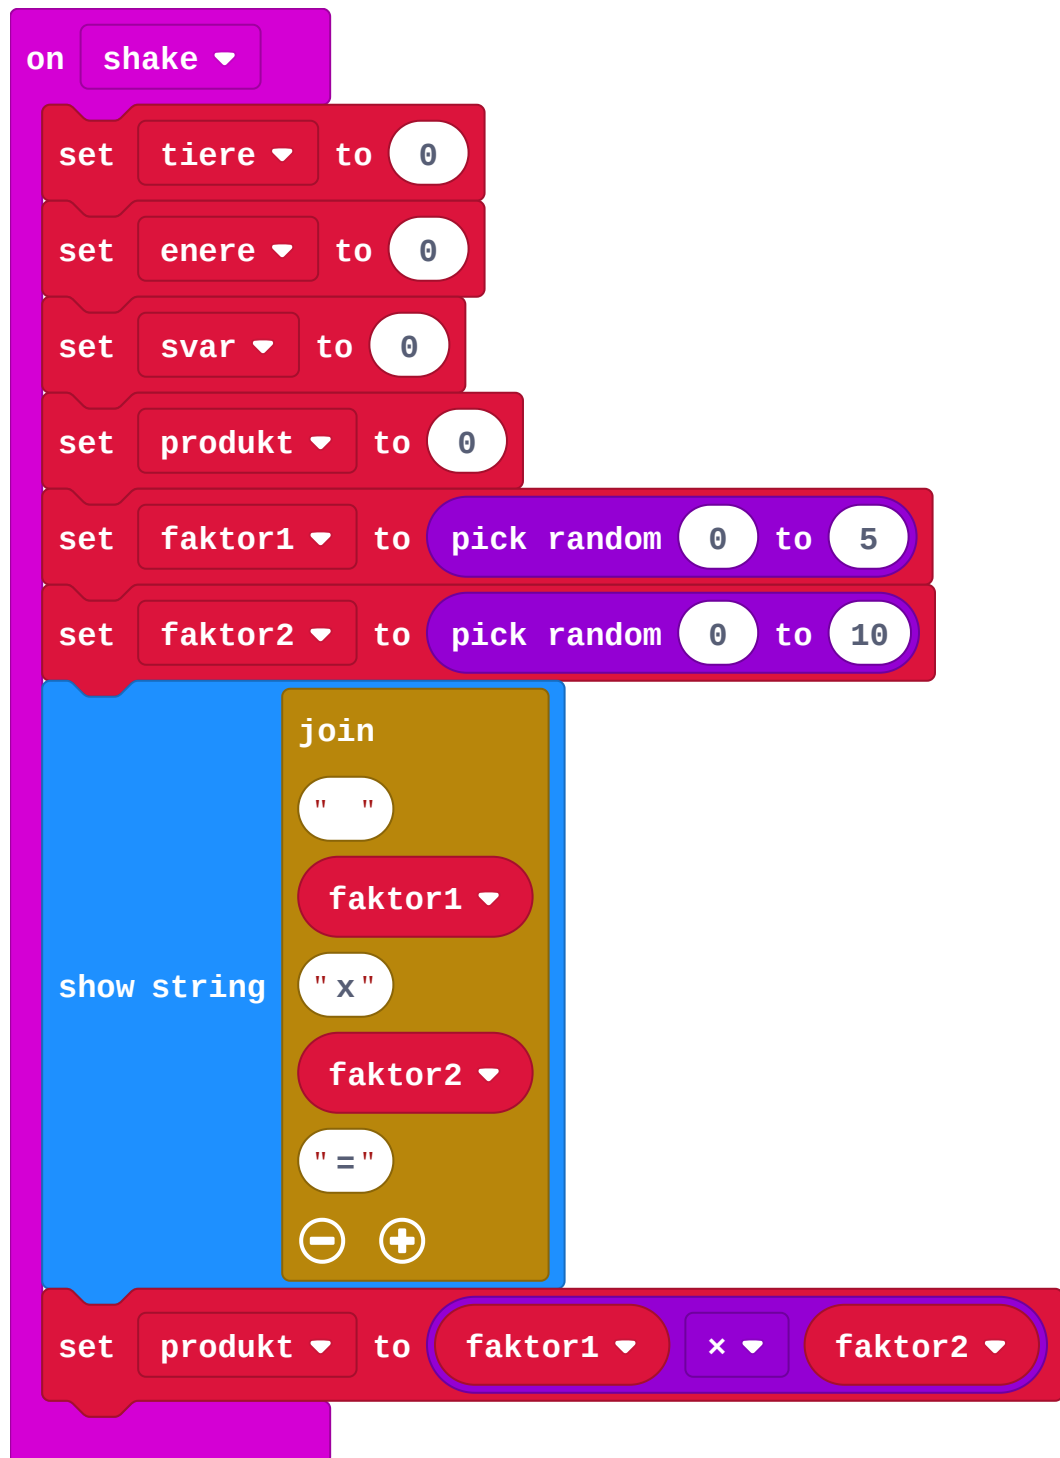 on shake
set tiere to 0
set enere to 0
set svar to 0
set produkt to 0
set faktor1 to pick random 0 to 5
set faktor2 to pick random 0 to 10
join
" "
faktor1
"x"
show string
faktor2
"="
set produkt to faktor1 × faktor2